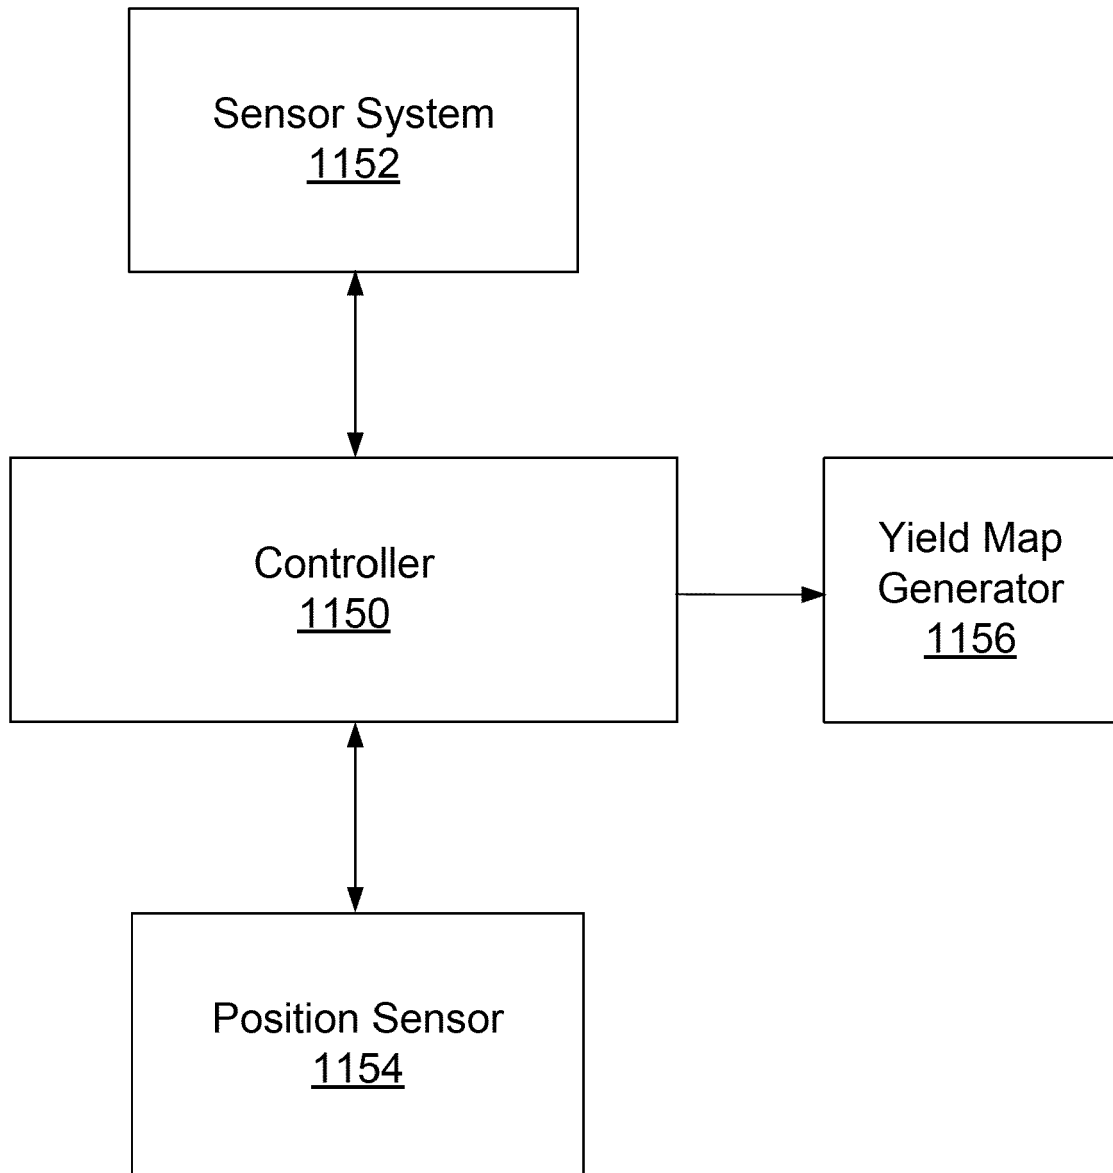 Sensor System
1152
Controller
1150
Yield Map
Generator
1156
Position Sensor
1154